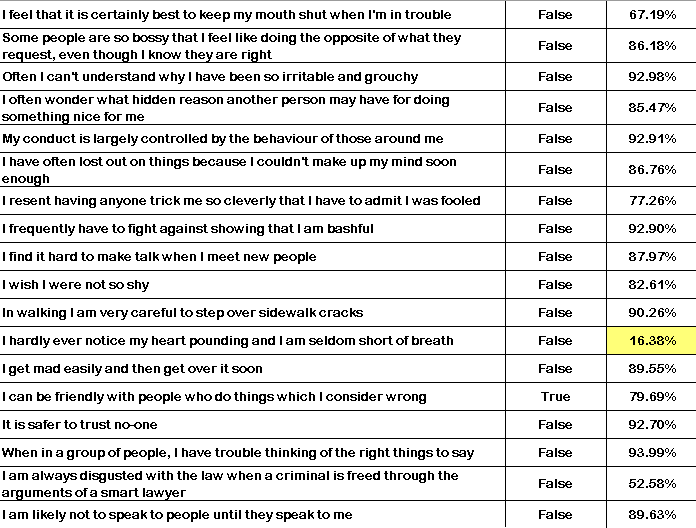 I feel that it is certainly best to keep my mouth shut when I'm in trouble False 67.19%
Some people are so bossy that I feel like doing the opposite of what they
request, even though I know they are right False 86.18%
Often I can't understand why I have been so irritable and grouchy False 92.98%
I often wonder what hidden reason another person may have for doing
something nice for me False 85.47%
My conduct is largely controlled by the behaviour of those around me False 92.91%
I have often lost out on things because I couldn't make up my mind soon
enough False 86.76%
I resent having anyone trick me so cleverly that I have to admit I was fooled False 77.26%
I frequently have to fight against showing that I am bashful False 92.90%
I find it hard to make talk when I meet new people False 87.97%
I wish I were not so shy False 82.61%
In walking I am very careful to step over sidewalk cracks False 90.26%
I hardly ever notice my heart pounding and I am seldom short of breath False 16.38%
I get mad easily and then get over it soon False 89.55%
I can be friendly with people who do things which I consider wrong True 79.69%
It is safer to trust no-one False 92.70%
When in a group of people, I have trouble thinking of the right things to say False 93.99%
I am always disgusted with the law when a criminal is freed through the
arguments of a smart lawyer False 52.58%
I am likely not to speak to people until they speak to me False 89.63%